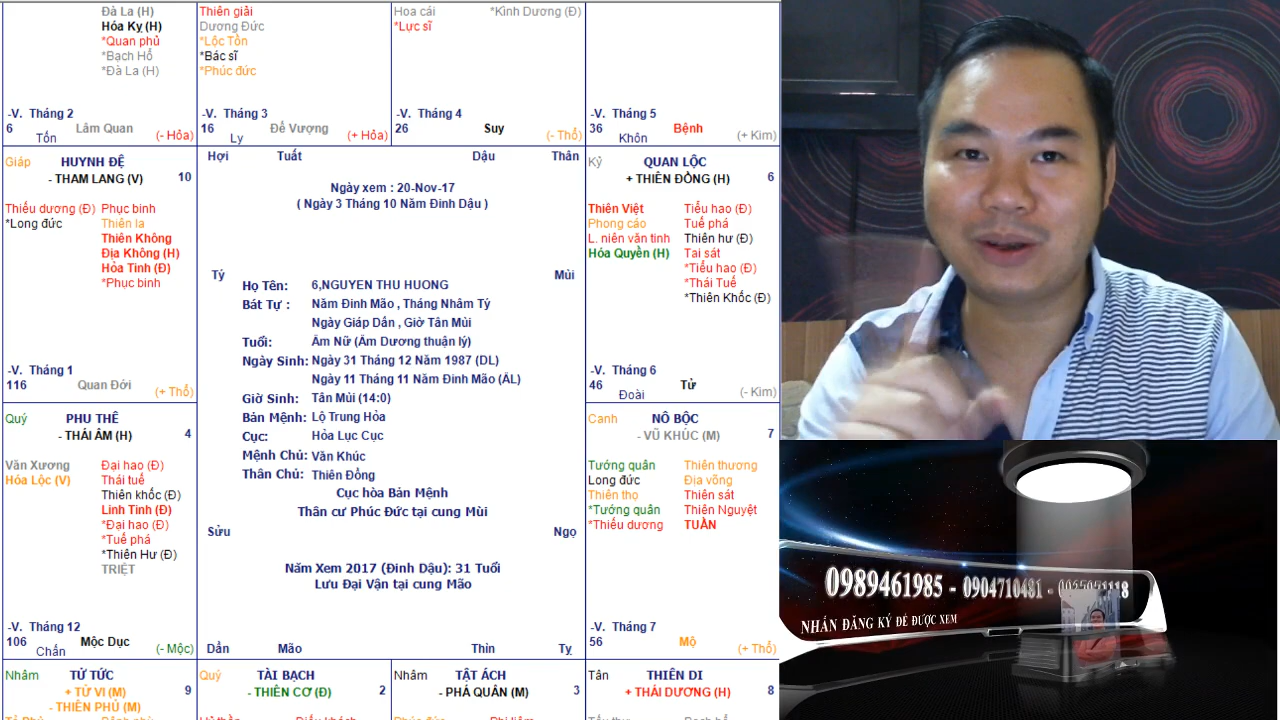 Đà La (H)
Hóa Kỵ (H)
*Quan phủ
*Bạch Hổ
*Đà La (H)
-V. Tháng 2
6
Tốn
Lâm Quan
(- Hỏa)
Thiên giải
Dương Đức
*Lộc Tồn
*Bác sĩ
*Phúc đức
-V. Tháng 3
16
Ly
Đế Vượng
(+ Hỏa)
Hoa cái
*Lực sĩ
*Kình Dương (Đ)
-V. Tháng 4
26
Suy
(- Thổ)
-V. Tháng 5
36
Khôn
Bệnh
(+ Kim)
Giáp
HUYNH ĐỆ
- THAM LANG (V)
10
Thiếu dương (Đ)
*Long đức
Phục binh
Thiên la
Thiên Không
Địa Không (H)
Hỏa Tinh (Đ)
*Phục binh
-V. Tháng 1
116
Quan Đới
(+ Thổ)
Hợi
Tuất
Dậu
Thân
Ngày xem : 20-Nov-17
( Ngày 3 Tháng 10 Năm Đinh Dậu )
Tý
Mùi
Họ Tên: 6,NGUYEN THU HUONG
Bát Tự : Năm Đinh Mão , Tháng Nhâm Tý
Ngày Giáp Dần , Giờ Tân Mùi
Tuổi: Âm Nữ (Âm Dương thuận lý)
Ngày Sinh: Ngày 31 Tháng 12 Năm 1987 (DL)
Ngày 11 Tháng 11 Năm Đinh Mão (ÂL)
Giờ Sinh: Tân Mùi (14:0)
Bản Mệnh: Lộ Trung Hỏa
Cục: Hỏa Lục Cục
Mệnh Chủ: Văn Khúc
Thân Chủ: Thiên Đồng
Cục hòa Bản Mệnh
Thân cư Phúc Đức tại cung Mùi
Sửu
Ngọ
Năm Xem 2017 (Đinh Dậu): 31 Tuổi
Lưu Đại Vận tại cung Mão
Dần
Mão
Thìn
Tỵ
Kỷ
QUAN LỘC
+ THIÊN ĐỒNG (H)
6
Thiên Việt
Phong cáo
L. niên văn tinh
Hóa Quyền (H)
Tiểu hao (Đ)
Tuế phá
Thiên hư (Đ)
Tai sát
*Tiểu hao (Đ)
*Thái Tuế
*Thiên Khốc (Đ)
-V. Tháng 6
46
Đoài
Tử
(- Kim)
Quý
PHU THÊ
- THÁI ÂM (H)
4
Văn Xương
Hóa Lộc (V)
Đại hao (Đ)
Thái tuế
Thiên khốc (Đ)
Linh Tinh (Đ)
*Đại hao (Đ)
*Tuế phá
*Thiên Hư (Đ)
TRIỆT
-V. Tháng 12
106
Chấn
Mộc Dục
(- Mộc)
Canh
NÔ BỘC
- VŨ KHÚC (M)
7
Tướng quân
Long đức
Thiên thọ
*Tướng quân
*Thiếu dương
Thiên thương
Địa võng
Thiên sát
Thiên Nguyệt
TUẦN
-V. Tháng 7
56
Mộ
(+ Thổ)
Nhâm
TỬ TỨC
+ TỬ VI (M)
- THIÊN PHỦ (M)
9
Quý
TÀI BẠCH
- THIÊN CƠ (Đ)
2
Nhâm
TẬT ÁCH
- PHÁ QUÂN (M)
3
Tân
THIÊN DI
+ THÁI DƯƠNG (H)
8
0989461985 - 0904710481 -
NHẤN ĐĂNG KÝ ĐỂ ĐƯỢC XEM